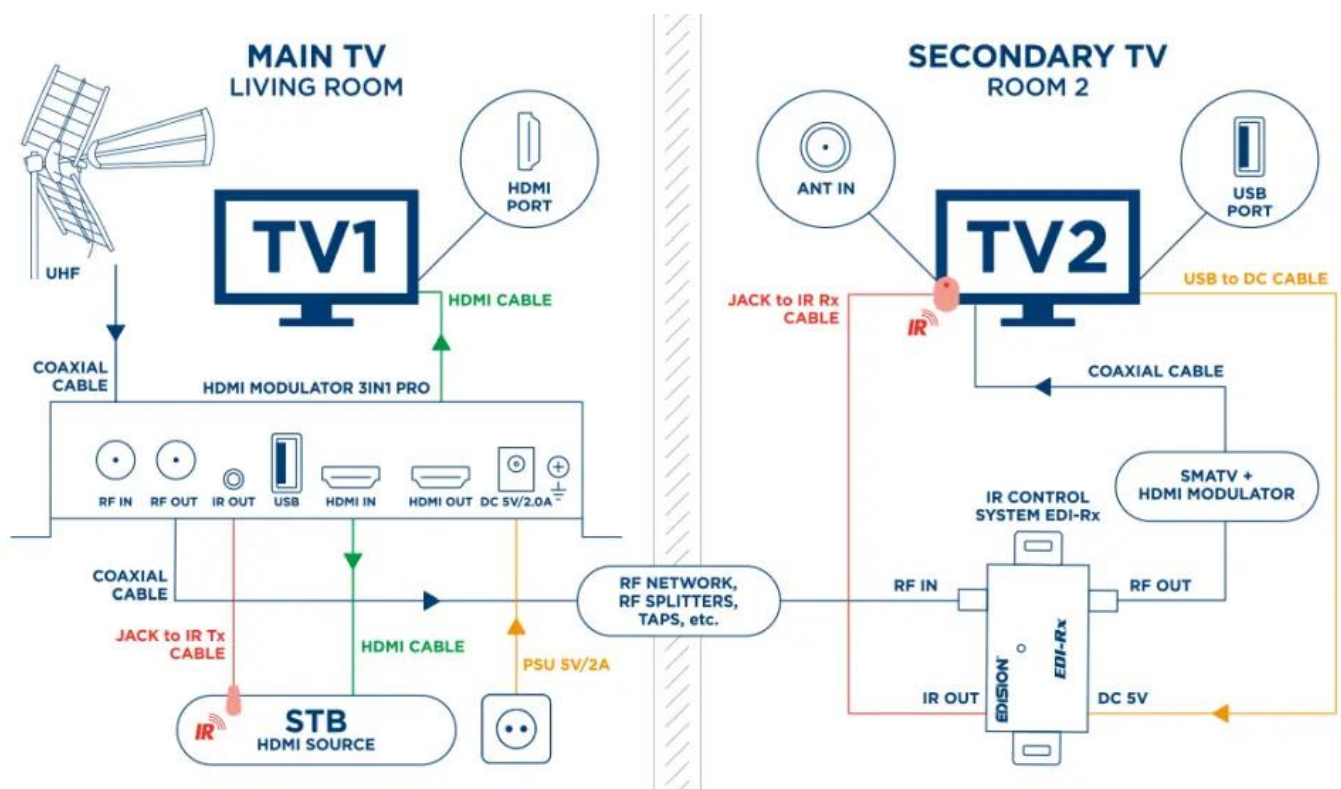 MAIN TV
LIVING ROOM
SECONDARY TV
ROOM 2
HDMI
PORT
ANT IN
USB
PORT
TV1
TV2
UHF
HDMI CABLE
JACK to IR Rx
CABLE
IR
USB to DC CABLE
COAXIAL
CABLE
HDMI MODULATOR 3IN1 PRO
COAXIAL CABLE
RF IN
RF OUT
IR OUT
USB
HDMI IN
HDMI OUT
DC 5V/2.0A
SMATV +
HDMI MODULATOR
IR CONTROL
SYSTEM EDI-Rx
COAXIAL
CABLE
RF NETWORK,
RF SPLITTERS,
TAPS, etc.
RF IN
RF OUT
JACK to IR Tx
CABLE
HDMI CABLE
PSU 5V/2A
EDISION
EDI-Rx
IR OUT
DC 5V
IR
STB
HDMI SOURCE